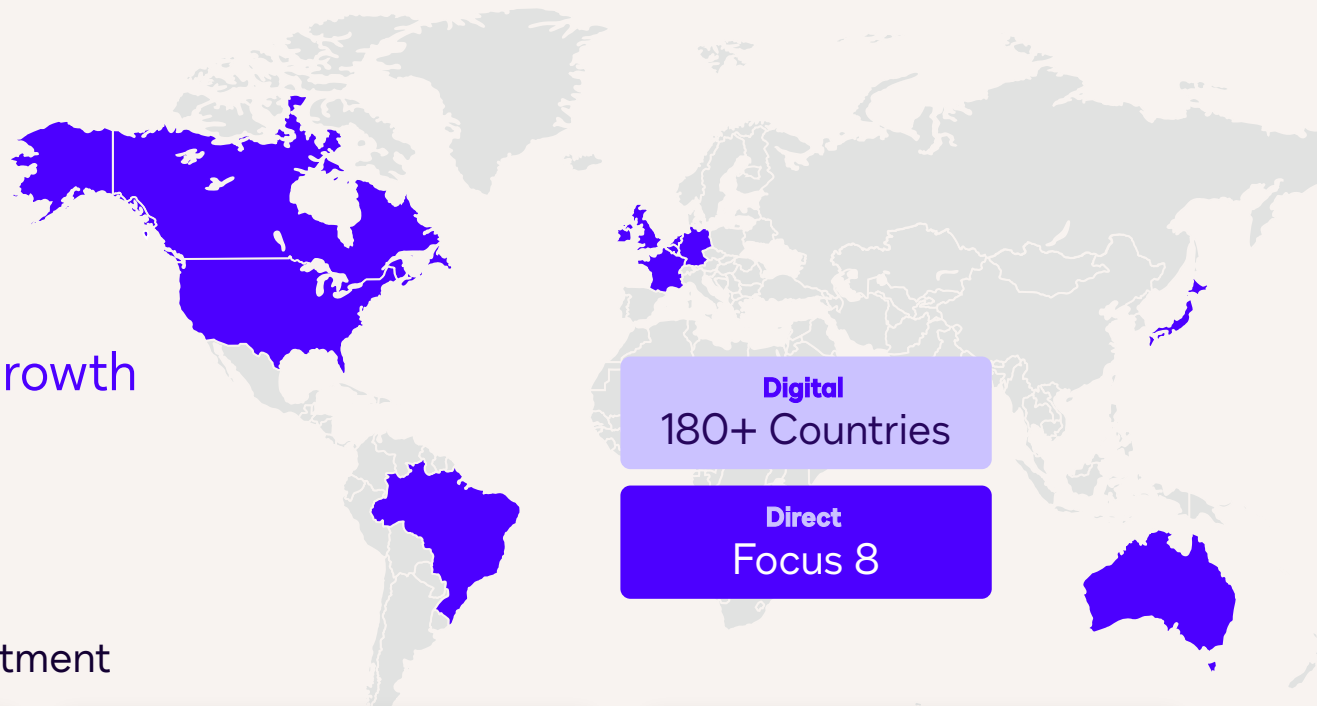 rowth
Digital
180+ Countries
Direct
Focus 8
tment